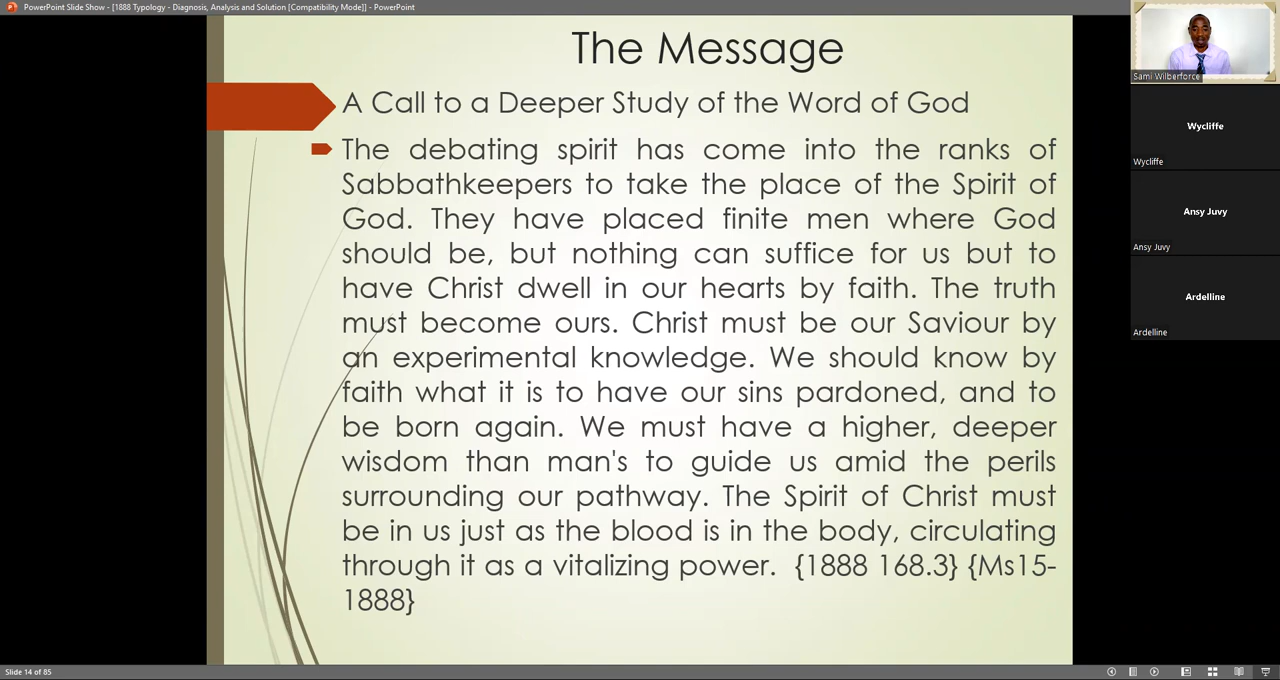 PowerPoint Slide Show - [1888 Typology - Diagnosis, Analysis and Solution [Compatibility Mode]] - PowerPoint
The Message
A Call to a Deeper Study of the Word of God
The debating spirit has come into the ranks of
Sabbathkeepers to take the place of the Spirit of
God. They have placed finite men where God
should be, but nothing can suffice for us but to
have Christ dwell in our hearts by faith. The truth
must become ours. Christ must be our Saviour by
an experimental knowledge. We should know by
faith what it is to have our sins pardoned, and to
be born again. We must have a higher, deeper
wisdom than man's to guide us amid the perils
surrounding our pathway. The Spirit of Christ must
be in us just as the blood is in the body, circulating
through it as a vitalizing power. {1888 168.3} {Ms15-
1888}
Sami Wilberforce
Wycliffe
Wycliffe
Ansy Juvy
Ansy Juvy
Ardelline
Ardelline
Slide 14 of 85